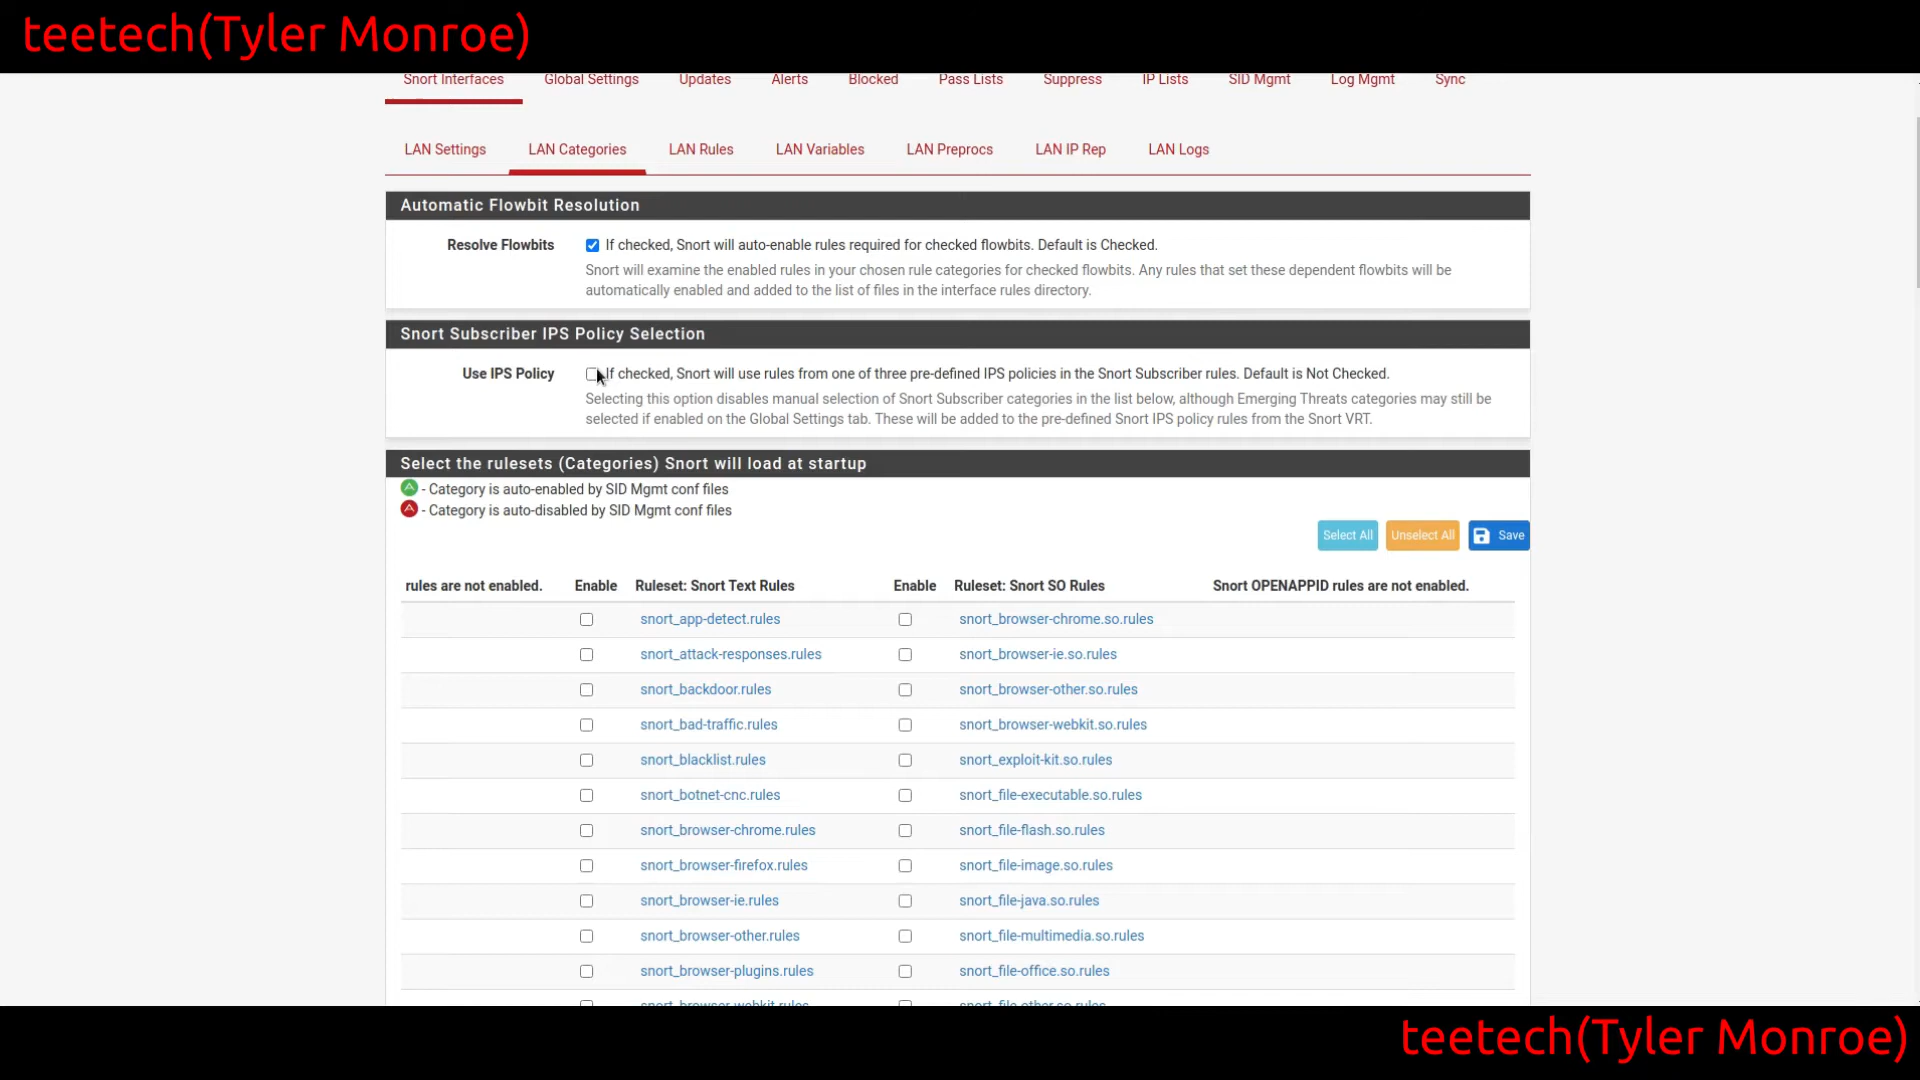 teetech(Tyler Monroe)
Snort Interfaces Global Settings Updates Alerts Blocked Pass Lists Suppress IP Lists SID Mgmt Log Mgmt Sync
LAN Settings LAN Categories LAN Rules LAN Variables LAN Preprocs LAN IP Rep LAN Logs
Automatic Flowbit Resolution
Resolve Flowbits If checked, Snort will auto-enable rules required for checked flowbits. Default is Checked.
Snort will examine the enabled rules in your chosen rule categories for checked flowbits. Any rules that set these dependent flowbits will be
automatically enabled and added to the list of files in the interface rules directory.
Snort Subscriber IPS Policy Selection
Use IPS Policy If checked, Snort will use rules from one of three pre-defined IPS policies in the Snort Subscriber rules. Default is Not Checked.
Selecting this option disables manual selection of Snort Subscriber categories in the list below, although Emerging Threats categories may still be
selected if enabled on the Global Settings tab. These will be added to the pre-defined Snort IPS policy rules from the Snort VRT.
Select the rulesets (Categories) Snort will load at startup
- Category is auto-enabled by SID Mgmt conf files
- Category is auto-disabled by SID Mgmt conf files
Select All Unselect All Save
rules are not enabled. Enable Ruleset: Snort Text Rules Enable Ruleset: Snort SO Rules Snort OPENAPPID rules are not enabled.
snort_app-detect.rules snort_browser-chrome.so.rules
snort_attack-responses.rules snort_browser-ie.so.rules
snort_backdoor.rules snort_browser-other.so.rules
snort_bad-traffic.rules snort_browser-webkit.so.rules
snort_blacklist.rules snort_exploit-kit.so.rules
snort_botnet-cnc.rules snort_file-executable.so.rules
snort_browser-chrome.rules snort_file-flash.so.rules
snort_browser-firefox.rules snort_file-image.so.rules
snort_browser-ie.rules snort_file-java.so.rules
snort_browser-other.rules snort_file-multimedia.so.rules
snort_browser-plugins.rules snort_file-office.so.rules
snort_browser-webkit.rules snort_file-other.so.rules
teetech(Tyler Monroe)